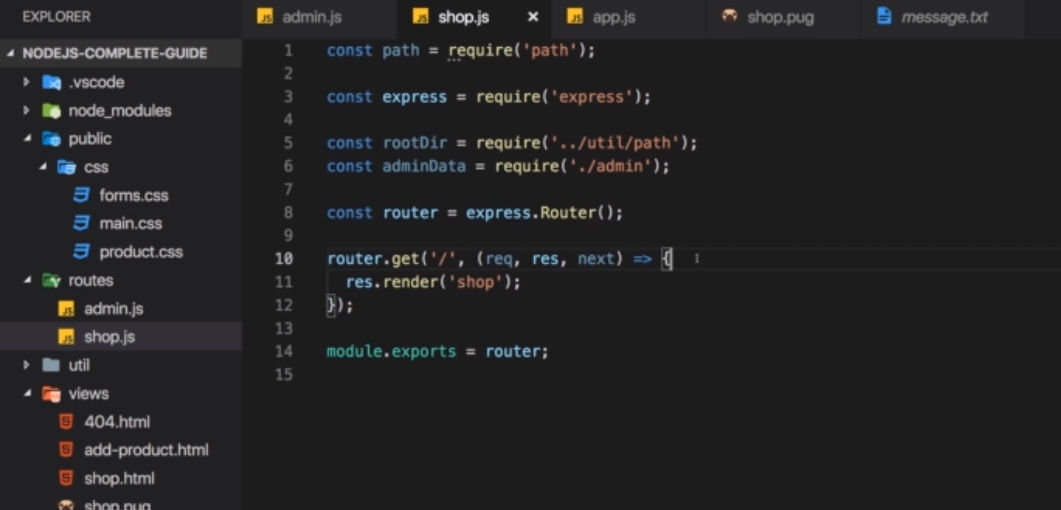 EXPLORER
NODEJS-COMPLETE-GUIDE
.vscode
node_modules
public
css
forms.css
main.css
product.css
routes
admin.js
shop.js
util
views
404.html
add-product.html
shop.html
shop.pug
admin.js
shop.js
app.js
shop.pug
message.txt
1 const path = require('path');
2
3 const express = require('express');
4
5 const rootDir = require('../util/path');
6 const adminData = require('./admin');
7
8 const router = express.Router();
9
10 router.get('/', (req, res, next) => {
11 res.render('shop');
12 });
13
14 module.exports = router;
15